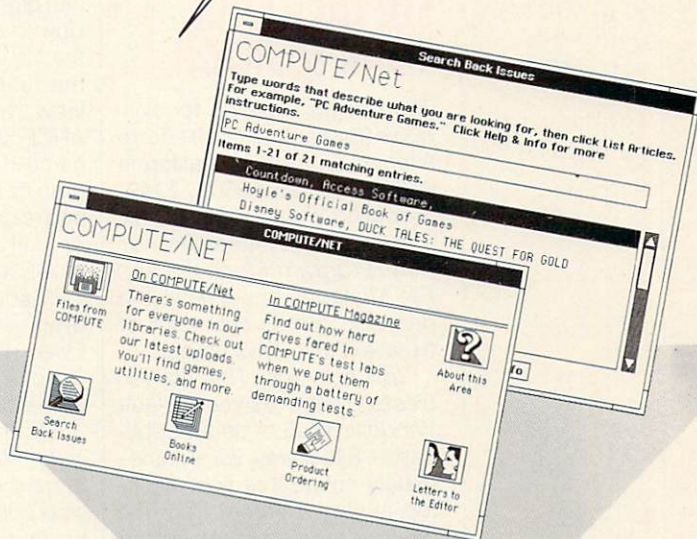 Search Back Issues
COMPUTE/Net
Type words that describe what you are looking for, then click List Articles.
For example, "PC Adventure Games," Click Help & Info for more
instructions.
PC Adventure Games
Items 1-21 of 21 matching entries.
Countdown, Access Software,
Hoyle's Official Book of Games
Disney Software, DUCK TALES: THE QUEST FOR GOLD
fo
COMPUTE/NET
COMPUTE/NET
Files from
COMPUTE
On COMPUTE/Net
There's something
for everyone in our
libraries. Check out
our latest uploads.
You'll find games,
utilities, and more.
In COMPUTE Magazine
Find out how hard
drives fared in
COMPUTE's test labs
when we put them
through a battery of
demanding tests.
About this
Area
Search
Back Issues
Books
Online
Product
Ordering
Letters to
the Editor